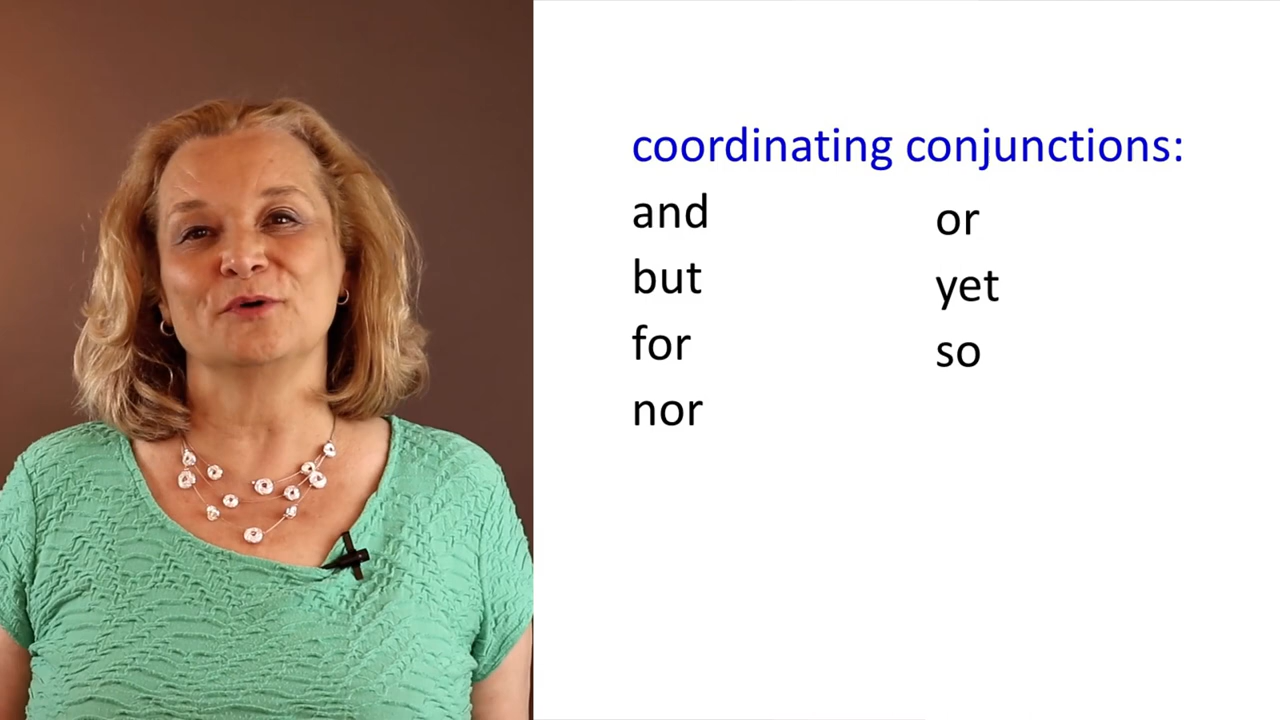 coordinating conjunctions:
and
but
for
nor
or
yet
so